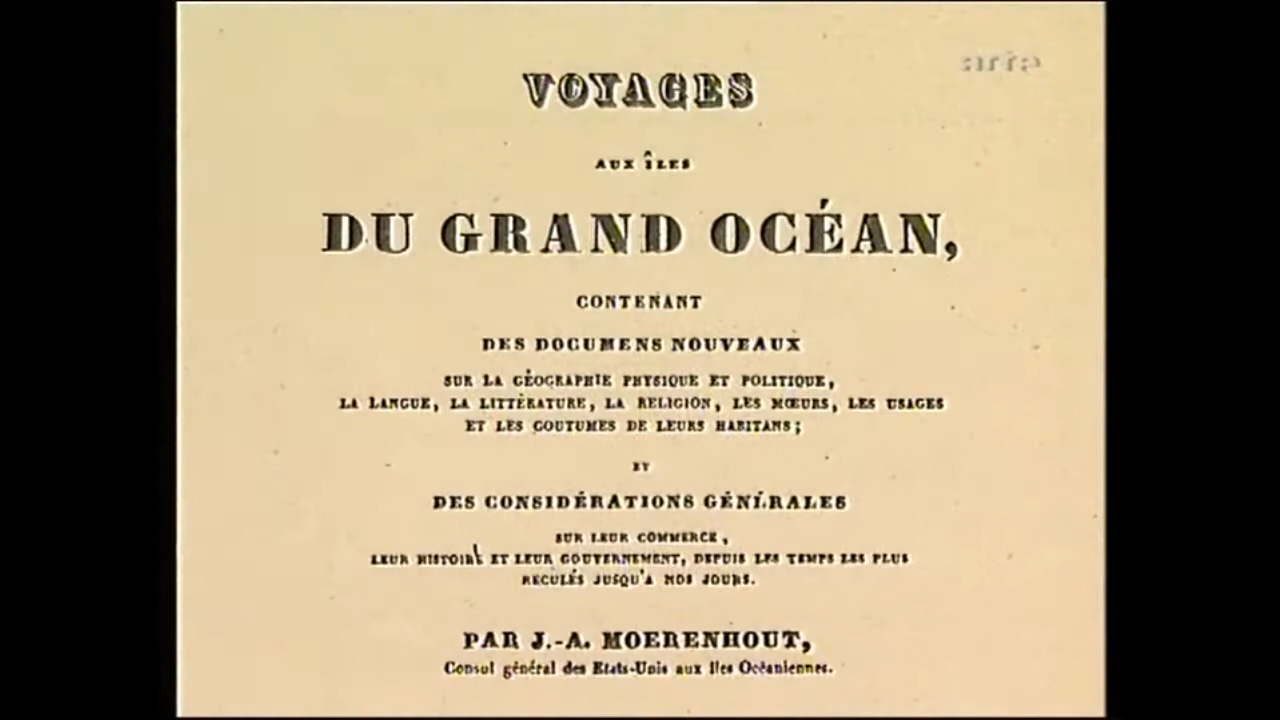 VOYAGES
arte
AUX ÎLES
DU GRAND OCÉAN,
CONTENANT
DES DOCUMENS NOUVEAUX
SUR LA GÉOGRAPHIE PHYSIQUE ET POLITIQUE,
LA LANGUE, LA LITTÉRATURE, LA RELIGION, LES MŒURS, LES USAGES
ET LES COUTUMES DE LEURS HABITANS;
ET
DES CONSIDÉRATIONS GÉNÉRALES
SUR LEUR COMMERCE,
LEUR HISTOIRE ET LEUR GOUVERNEMENT, DEPUIS LES TEMPS LES PLUS
RECULÉS JUSQU'A NOS JOURS.
PAR J.-A. MOERENHOUT,
Consul général des Etats-Unis aux îles Océaniennes.